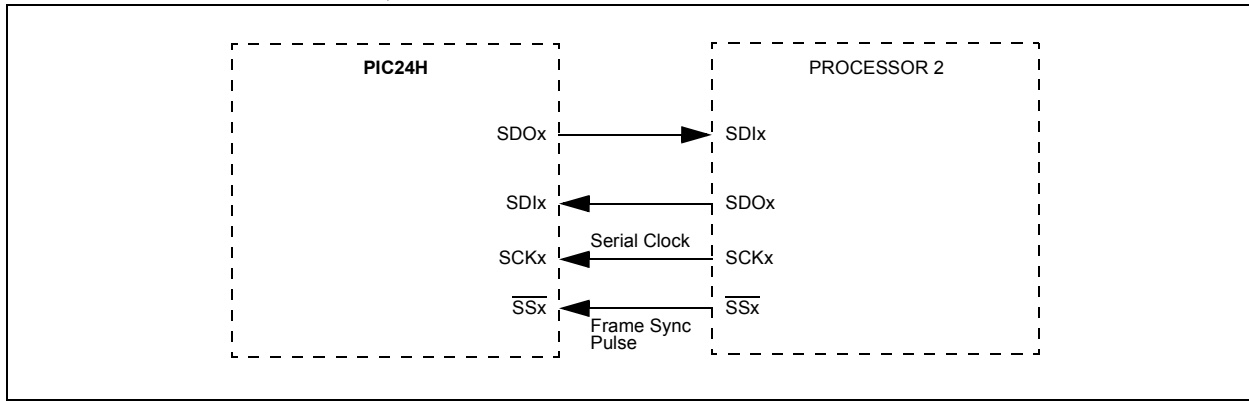 PIC24H PROCESSOR 2
SDOx SDIx
SDIx SDOx
Serial Clock
SCKx SCKx
SSx SSx
Frame Sync
Pulse